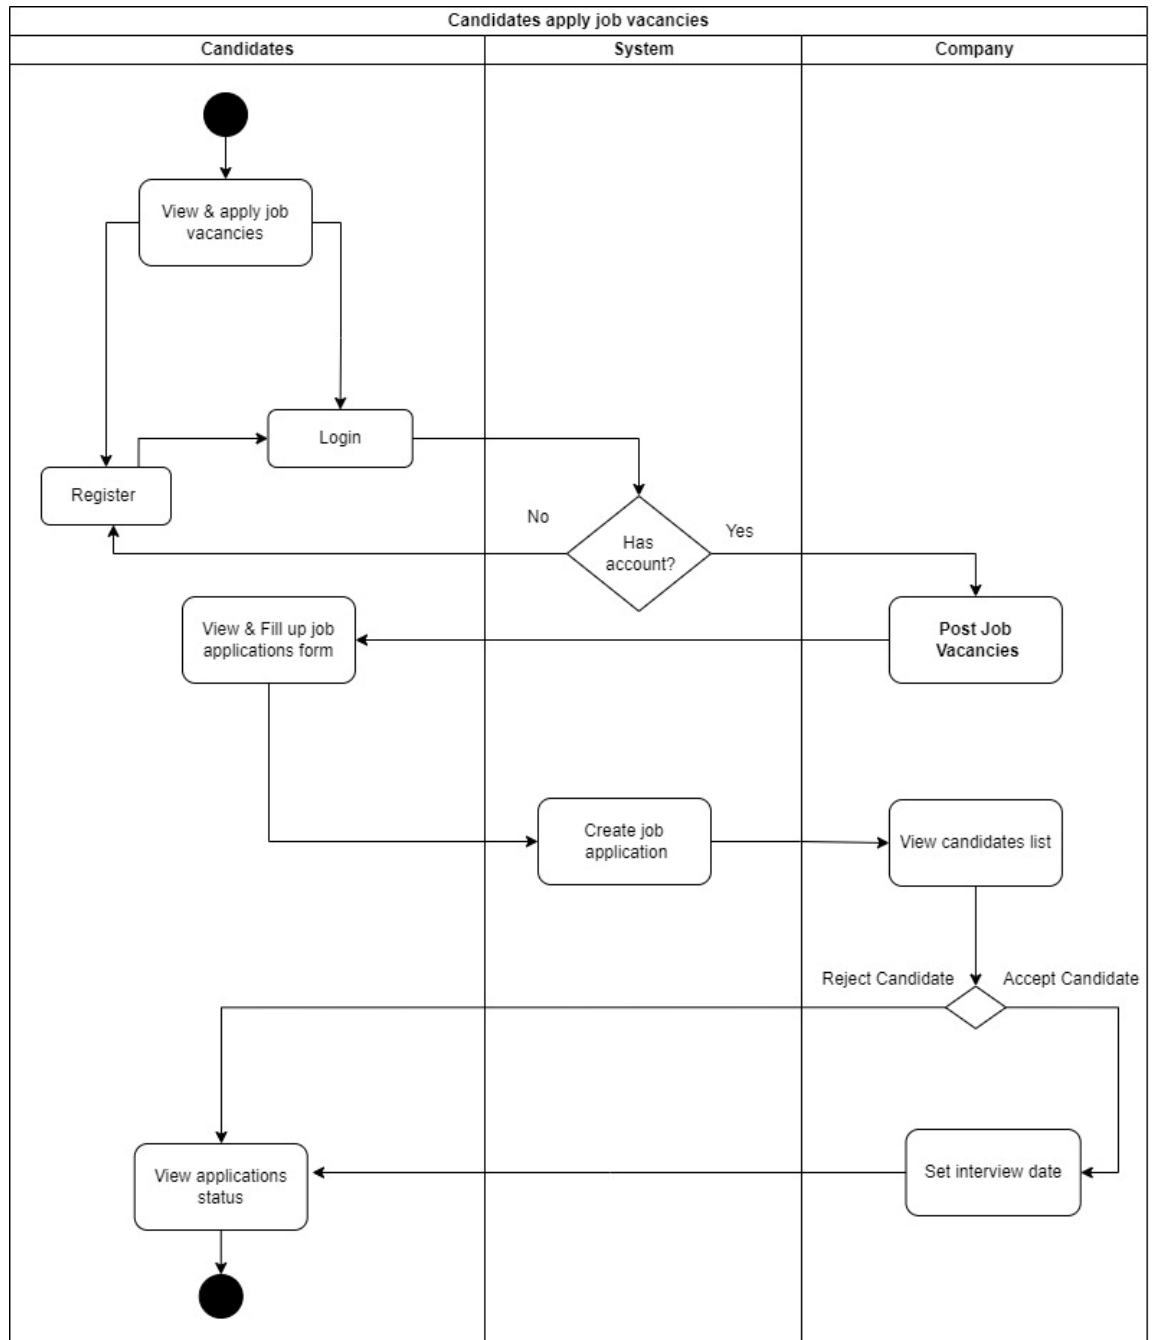 Candidates apply job vacancies
Candidates
System
Company
View & apply job
vacancies
Login
Register
No
Has
account?
Yes
View & Fill up job
applications form
Post Job
Vacancies
Create job
application
View candidates list
Reject Candidate
Accept Candidate
View applications
status
Set interview date